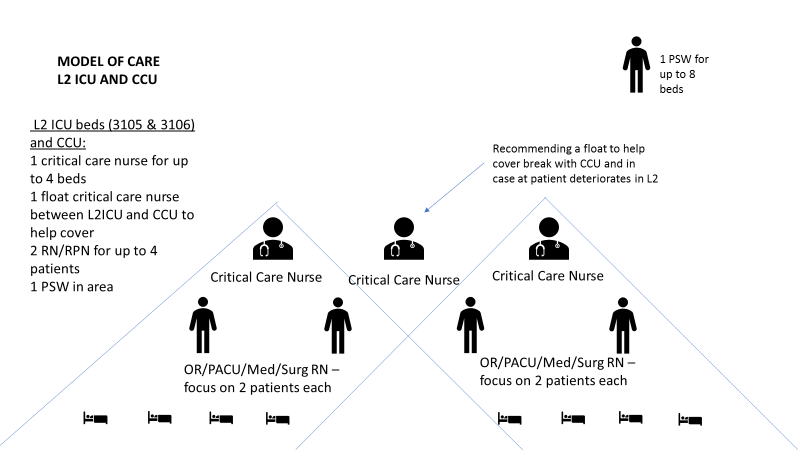 MODEL OF CARE
L2 ICU AND CCU
1 PSW for
up to 8
beds
L2 ICU beds (3105 & 3106)
and CCU:
1 critical care nurse for up
to 4 beds
1 float critical care nurse
between L2ICU and CCU to
help cover
2 RN/RPN for up to 4
patients
1 PSW in area
Recommending a float to help
cover break with CCU and in
case at patient deteriorates in L2
Critical Care Nurse
Critical Care Nurse
Critical Care Nurse
OR/PACU/Med/Surg RN –
focus on 2 patients each
OR/PACU/Med/Surg RN –
focus on 2 patients each